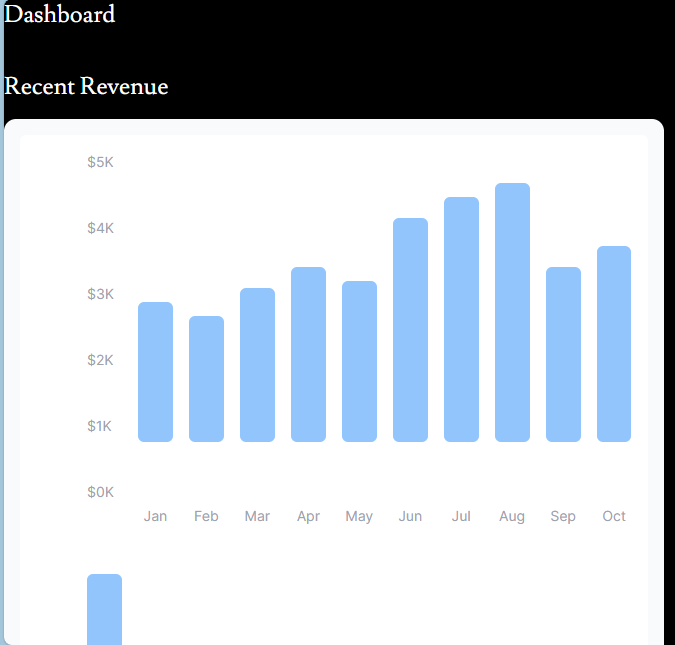 Dashboard
Recent Revenue
$5K
$4K
$3K
$2K
$1K
$0K
Jan Feb Mar Apr May Jun Jul Aug Sep Oct